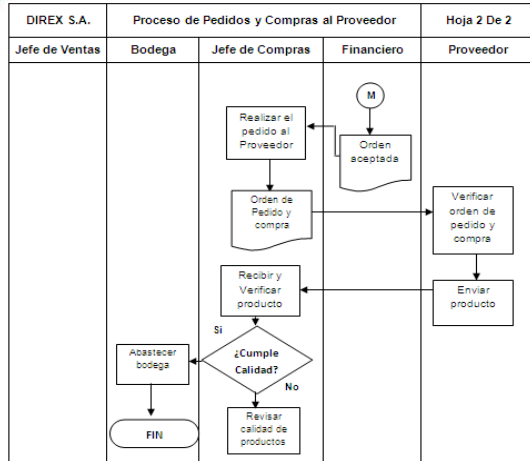 DIREX S.A.
Proceso de Pedidos y Compras al Proveedor
Hoja 2 De 2
Jefe de Ventas
Bodega
Jefe de Compras
Financiero
Proveedor
M
Realizar el
pedido al
Proveedor
Orden
aceptada
Orden de
Pedido y
compra
Verificar
orden de
pedido y
compra
Recibir y
Verificar
producto
Enviar
producto
Si
¿Cumple
Calidad?
Abastecer
bodega
No
Revisar
calidad de
productos
FIN